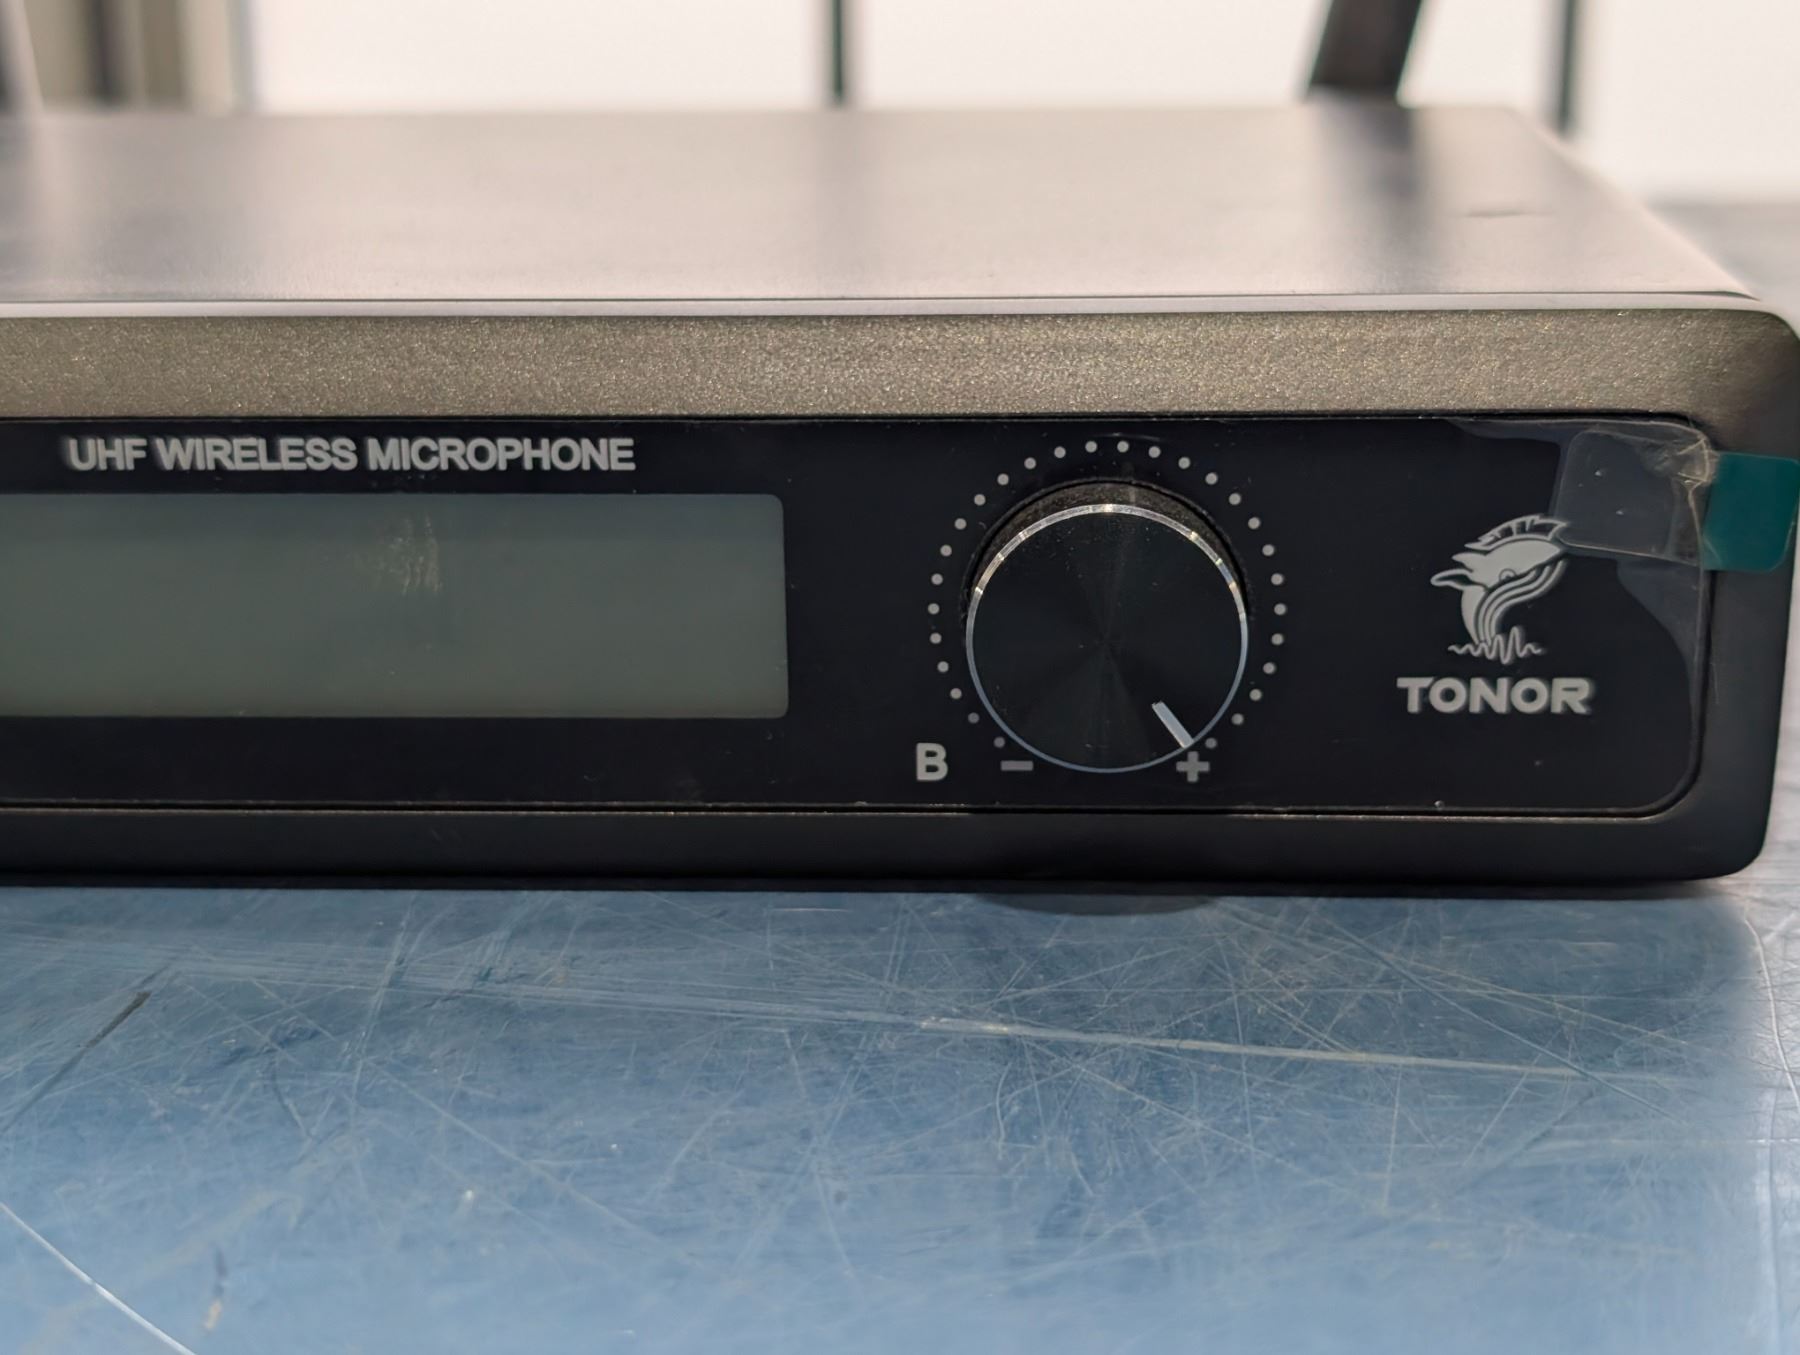 UHF WIRELESS MICROPHONE
TONOR
B - +